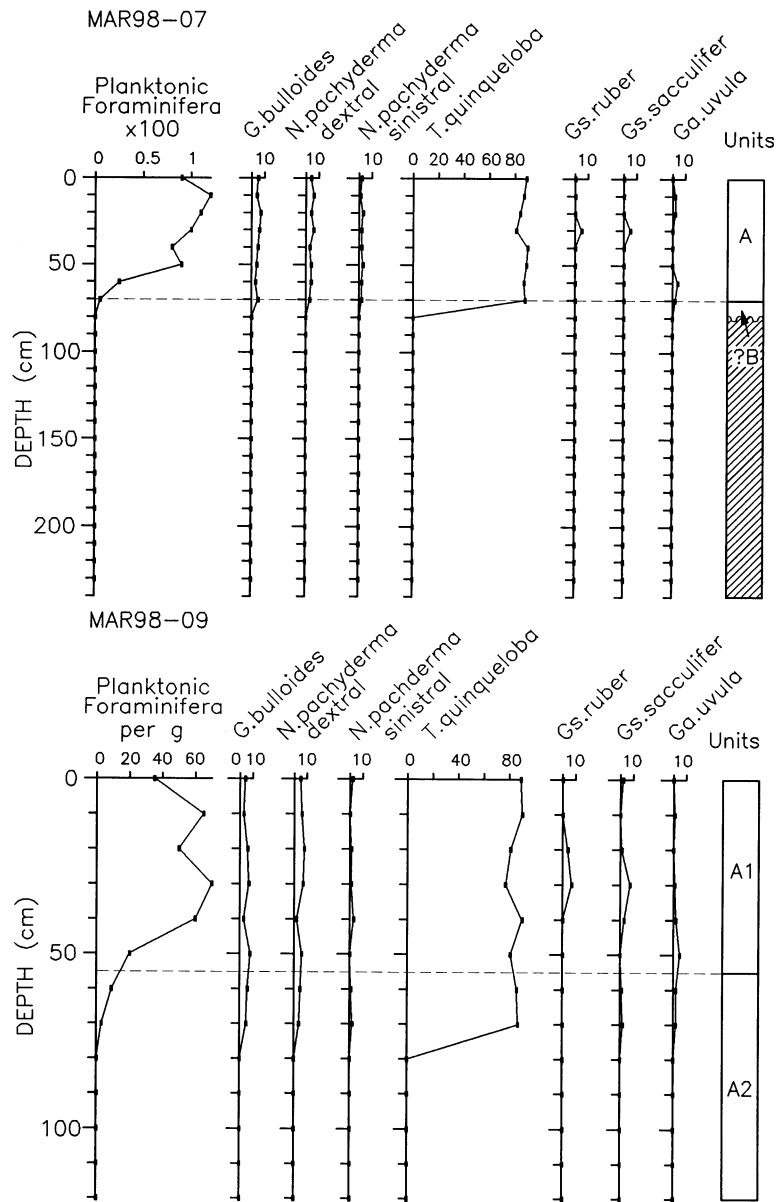 MAR98-07
Planktonic
Foraminifera
x100
G.bulloides
N.pachyderma
dextral
N.pachyderma
sinistral
T.quinqueloba
Gs.ruber
Gs.sacculifer
Ga.uvula
Units
0 0.5 1
10
10
10
0 20 40 60 80
10
10
10
0
50
100
150
200
DEPTH (cm)
A
?B
MAR98-09
Planktonic
Foraminifera
per g
G.bulloides
N.pachyderma
dextral
N.pachderma
sinistral
T.quinqueloba
Gs.ruber
Gs.sacculifer
Ga.uvula
Units
0 20 40 60
0 10
10
10
0 40 80
10
10
10
0
50
100
DEPTH (cm)
A1
A2